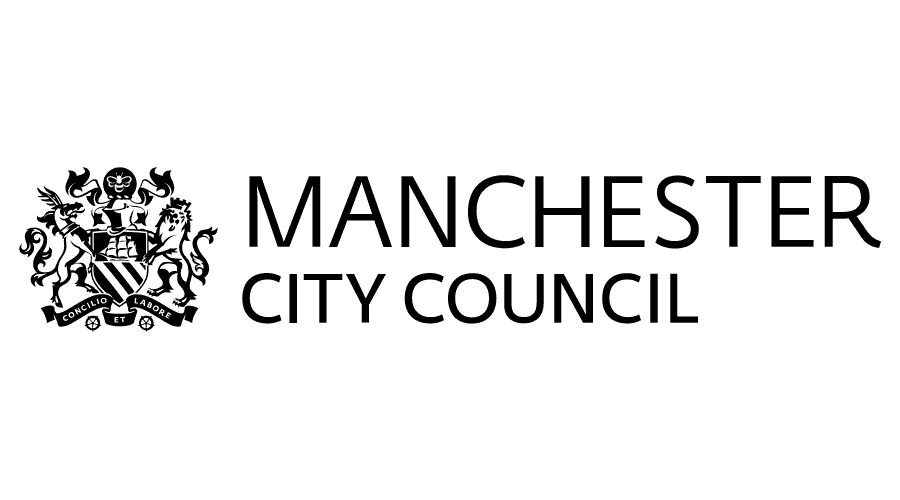 MANCHESTER
CITY COUNCIL
CONCILIO ET LABORE